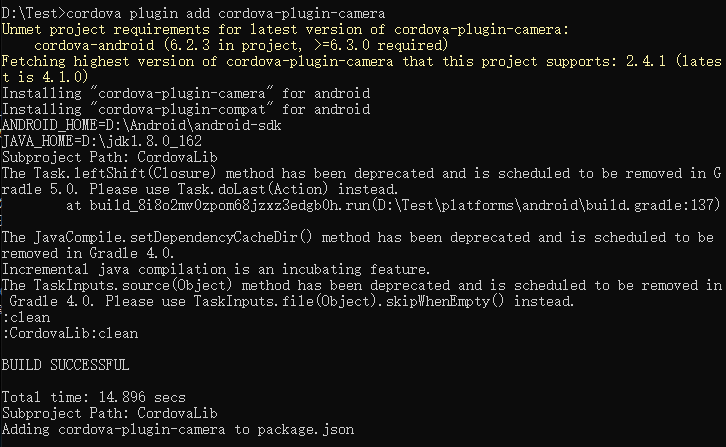 D:\Test>cordova plugin add cordova-plugin-camera
Unmet project requirements for latest version of cordova-plugin-camera:
    cordova-android (6.2.3 in project, >=6.3.0 required)
Fetching highest version of cordova-plugin-camera that this project supports: 2.4.1 (lates
t is 4.1.0)
Installing "cordova-plugin-camera" for android
Installing "cordova-plugin-compat" for android
ANDROID_HOME=D:\Android\android-sdk
JAVA_HOME=D:\jdk1.8.0_162
Subproject Path: CordovaLib
The Task.leftShift(Closure) method has been deprecated and is scheduled to be removed in G
radle 5.0. Please use Task.doLast(Action) instead.
        at build_8i8o2mv0zpom68jzxz3edgb0h.run(D:\Test\platforms\android\build.gradle:137)
The JavaCompile.setDependencyCacheDir() method has been deprecated and is scheduled to be
removed in Gradle 4.0.
Incremental java compilation is an incubating feature.
The TaskInputs.source(Object) method has been deprecated and is scheduled to be removed in
 Gradle 4.0. Please use TaskInputs.file(Object).skipWhenEmpty() instead.
:clean
:CordovaLib:clean
BUILD SUCCESSFUL
Total time: 14.896 secs
Subproject Path: CordovaLib
Adding cordova-plugin-camera to package.json